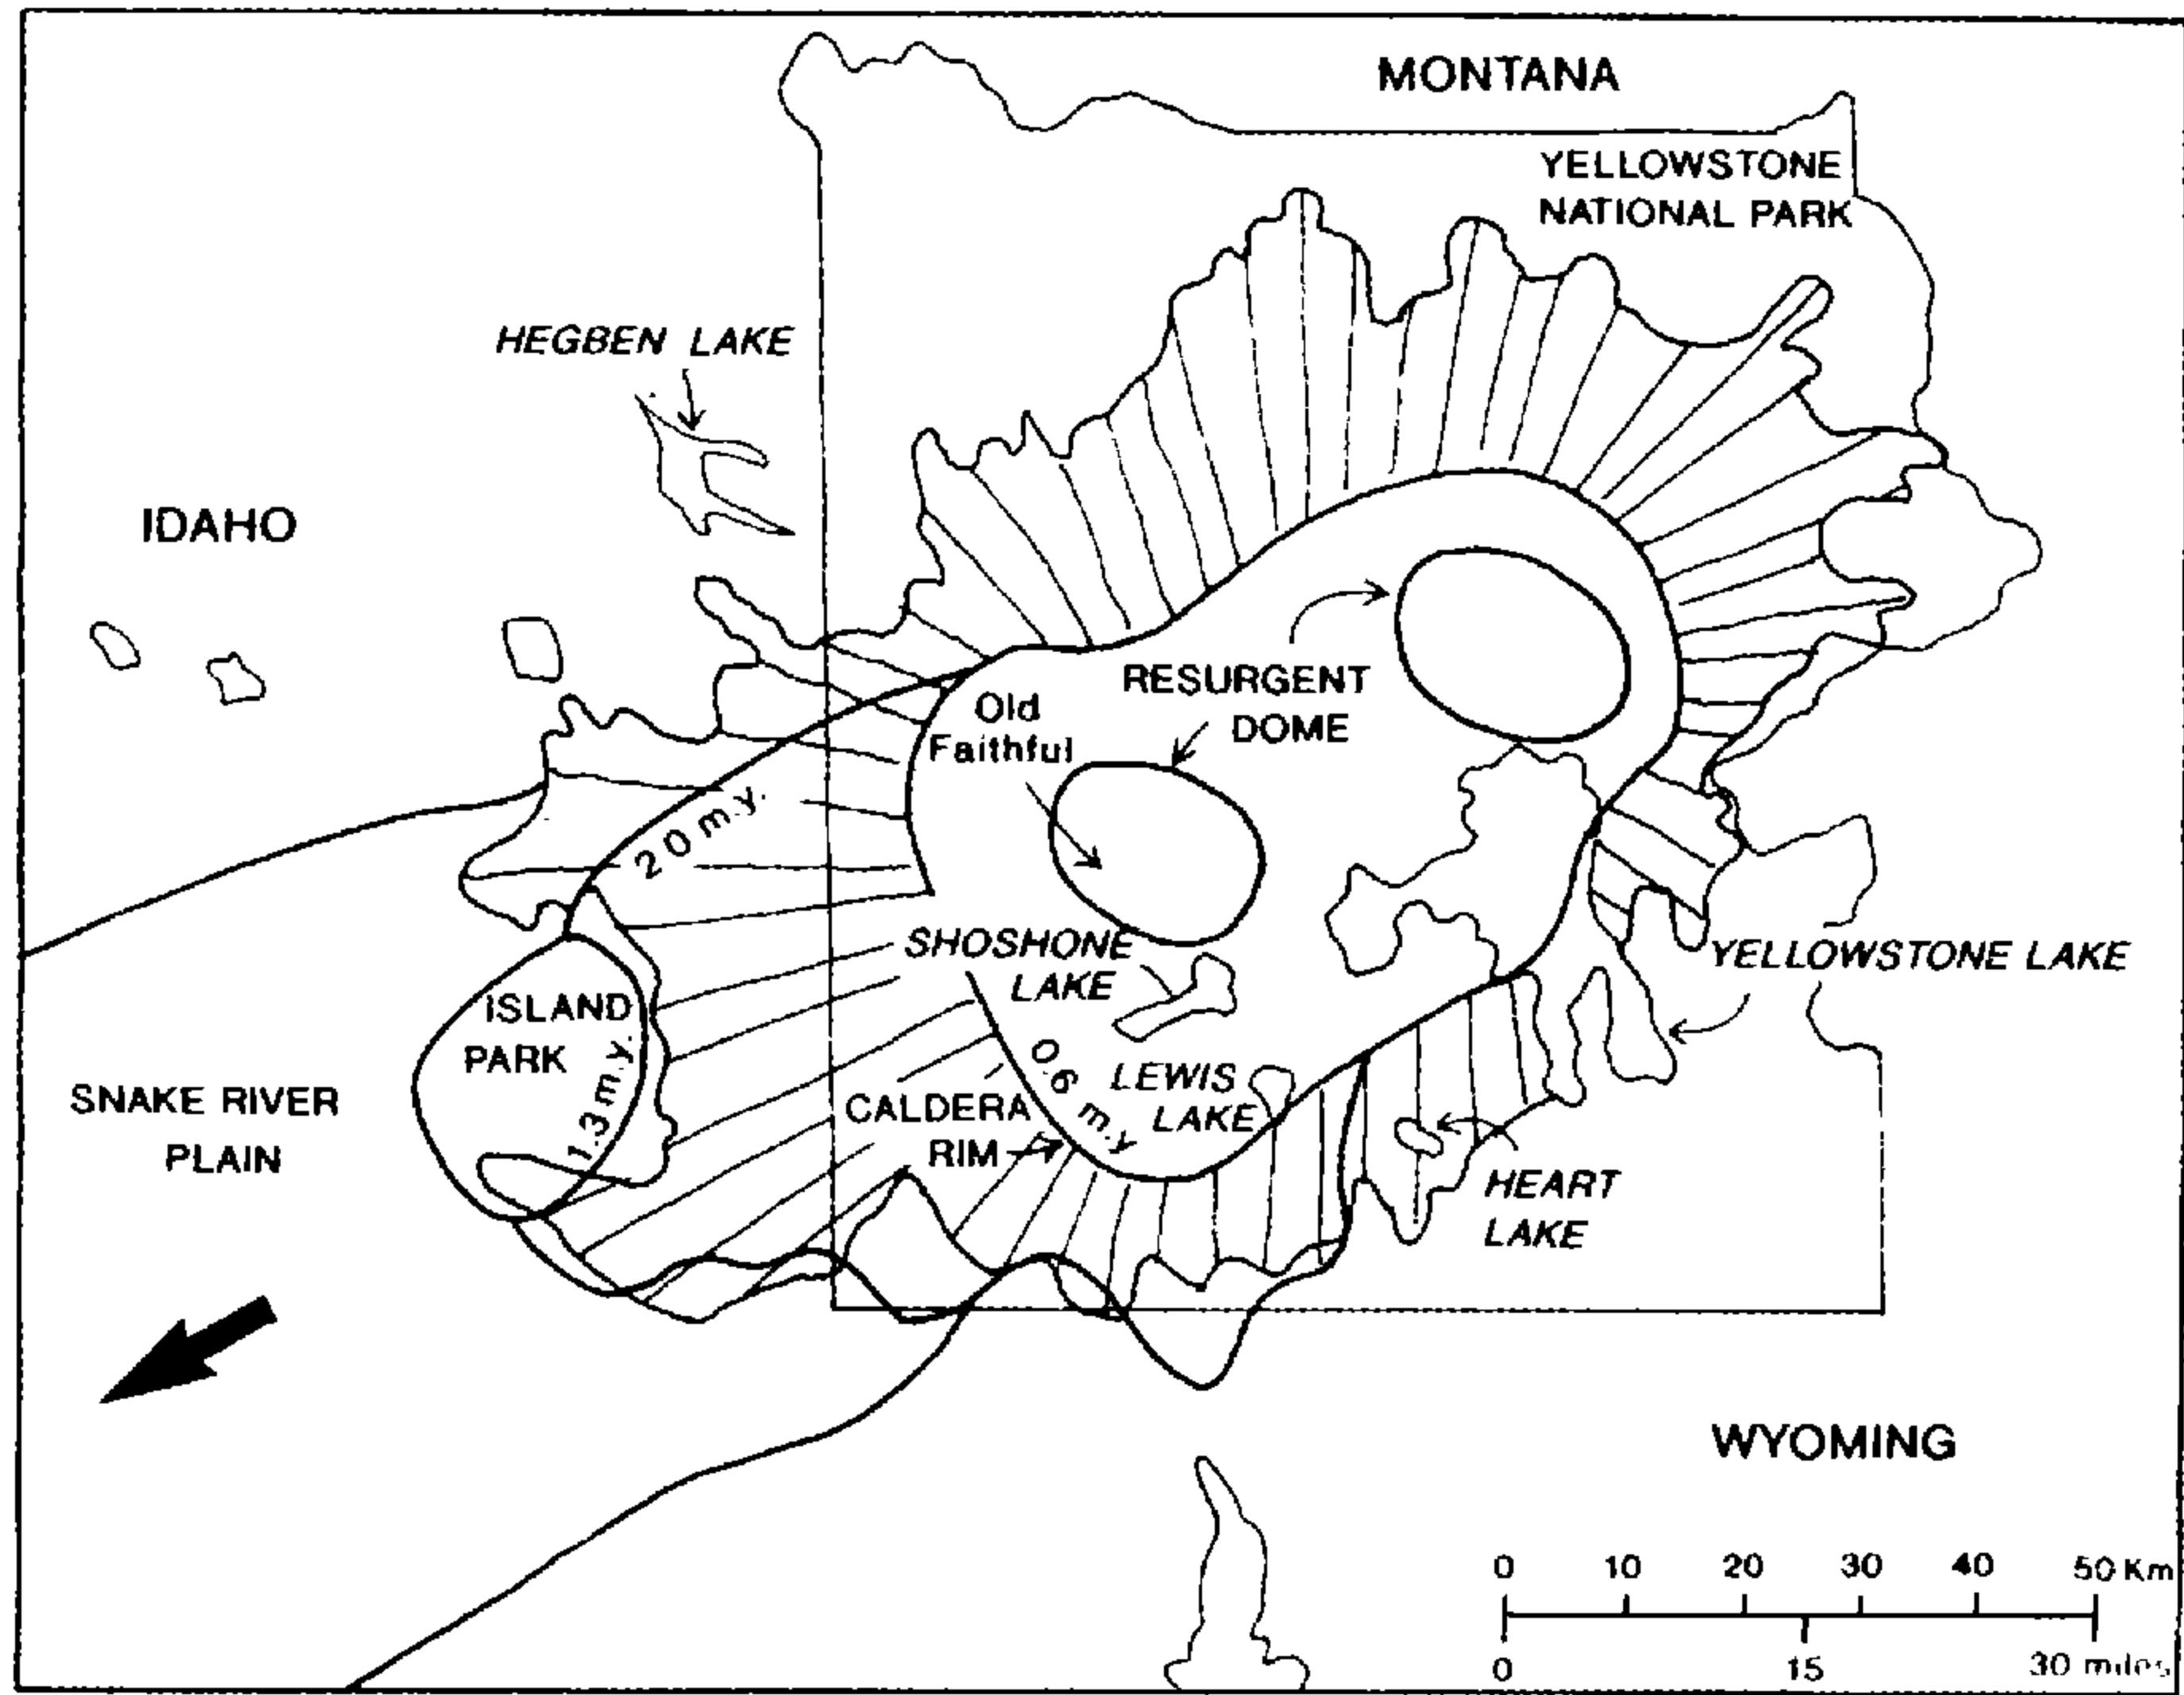 MONTANA
YELLOWSTONE
NATIONAL PARK
HEGBEN LAKE
IDAHO
RESURGENT
DOME
Old
Faithful
2.0 m.y.
SHOSHONE
LAKE
YELLOWSTONE LAKE
ISLAND
PARK
1.3 m.y.
0.6 m.y.
LEWIS
LAKE
SNAKE RIVER
PLAIN
CALDERA
RIM
HEART
LAKE
WYOMING
0 10 20 30 40 50 Km
0 15 30 miles